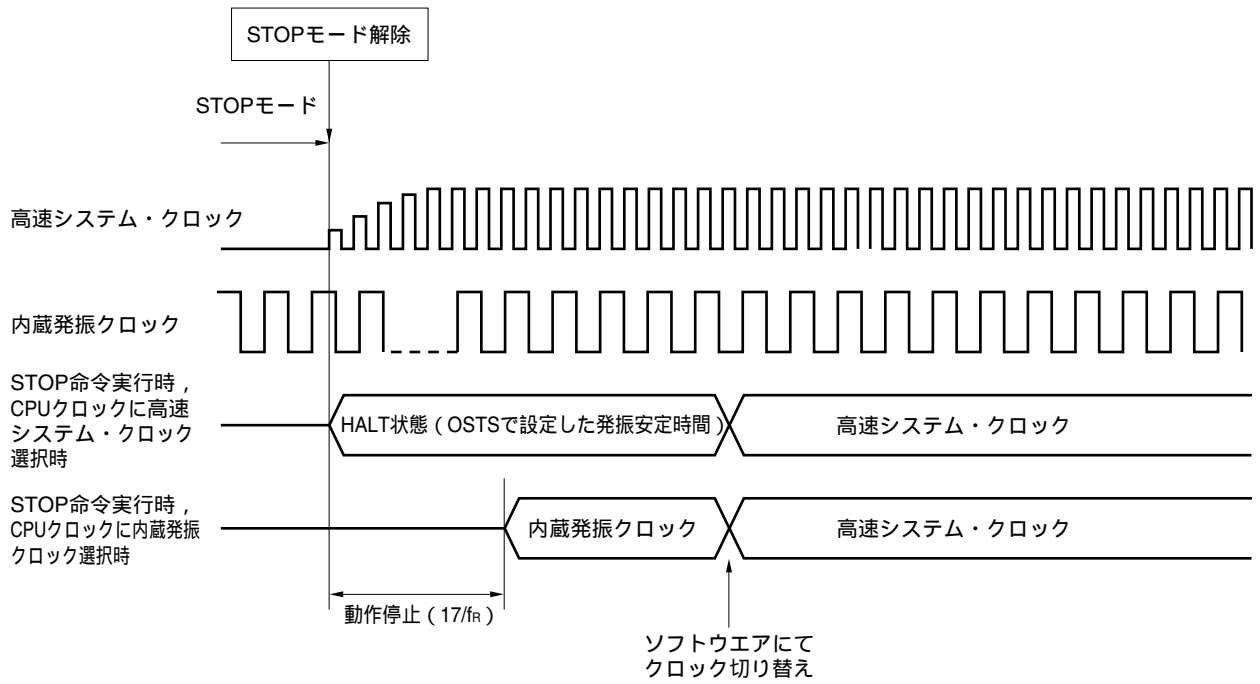 STOPモード解除
STOPモード
高速システム・クロック
内蔵発振クロック
STOP命令実行時，
CPUクロックに高速
システム・クロック
選択時
HALT状態（OSTSで設定した発振安定時間）
高速システム・クロック
STOP命令実行時，
CPUクロックに内蔵発振
クロック選択時
内蔵発振クロック
高速システム・クロック
動作停止（17/fR）
ソフトウエアにて
クロック切り替え